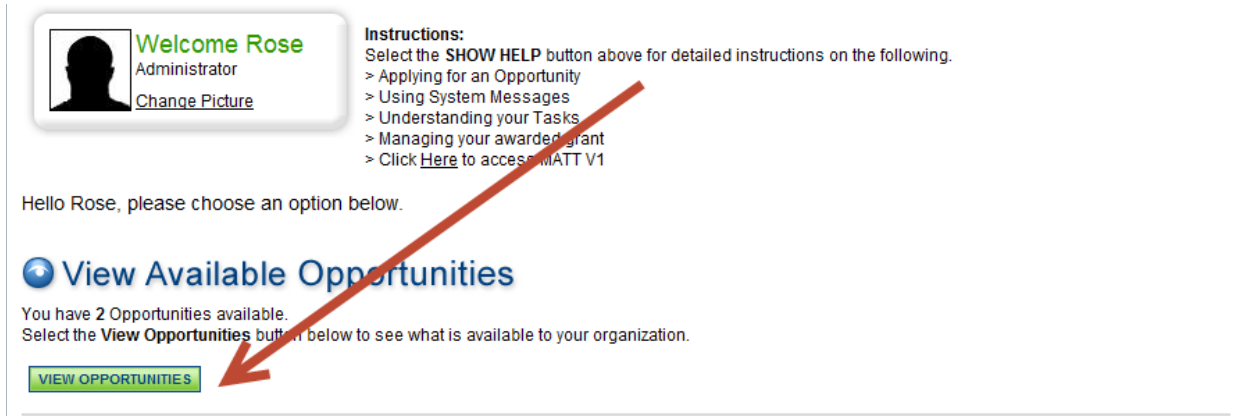 Welcome Rose
Administrator
Change Picture
Instructions:
Select the SHOW HELP button above for detailed instructions on the following.
> Applying for an Opportunity
> Using System Messages
> Understanding your Tasks
> Managing your awarded grant
> Click Here to access MATT V1
Hello Rose, please choose an option below.
View Available Opportunities
You have 2 Opportunities available.
Select the View Opportunities button below to see what is available to your organization.
VIEW OPPORTUNITIES